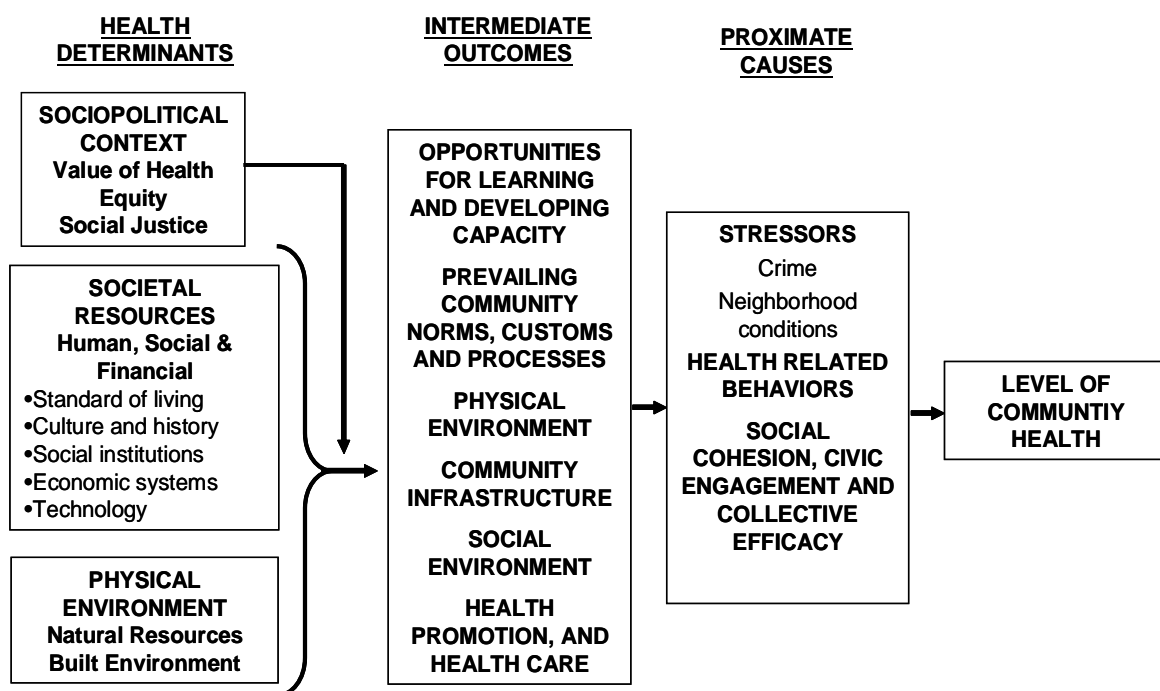 HEALTH
DETERMINANTS
INTERMEDIATE
OUTCOMES
PROXIMATE
CAUSES
SOCIOPOLITICAL
CONTEXT
Value of Health
Equity
Social Justice
SOCIETAL
RESOURCES
Human, Social &
Financial
•Standard of living
•Culture and history
•Social institutions
•Economic systems
•Technology
PHYSICAL
ENVIRONMENT
Natural Resources
Built Environment
OPPORTUNITIES
FOR LEARNING
AND DEVELOPING
CAPACITY
PREVAILING
COMMUNITY
NORMS, CUSTOMS
AND PROCESSES
PHYSICAL
ENVIRONMENT
COMMUNITY
INFRASTRUCTURE
SOCIAL
ENVIRONMENT
HEALTH
PROMOTION, AND
HEALTH CARE
STRESSORS
Crime
Neighborhood
conditions
HEALTH RELATED
BEHAVIORS
SOCIAL
COHESION, CIVIC
ENGAGEMENT AND
COLLECTIVE
EFFICACY
LEVEL OF
COMMUNTIY
HEALTH